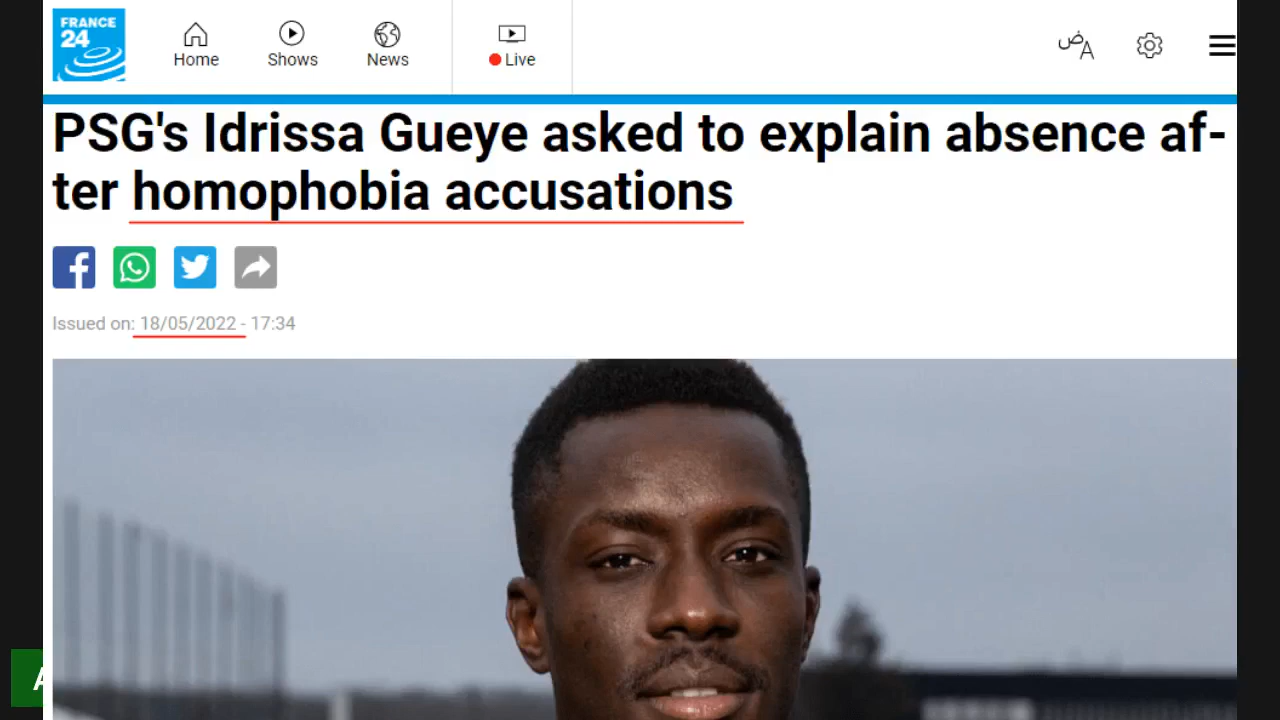 FRANCE
24
Home
Shows
News
Live
ض A
PSG's Idrissa Gueye asked to explain absence af-
ter homophobia accusations
Issued on: 18/05/2022 - 17:34
A